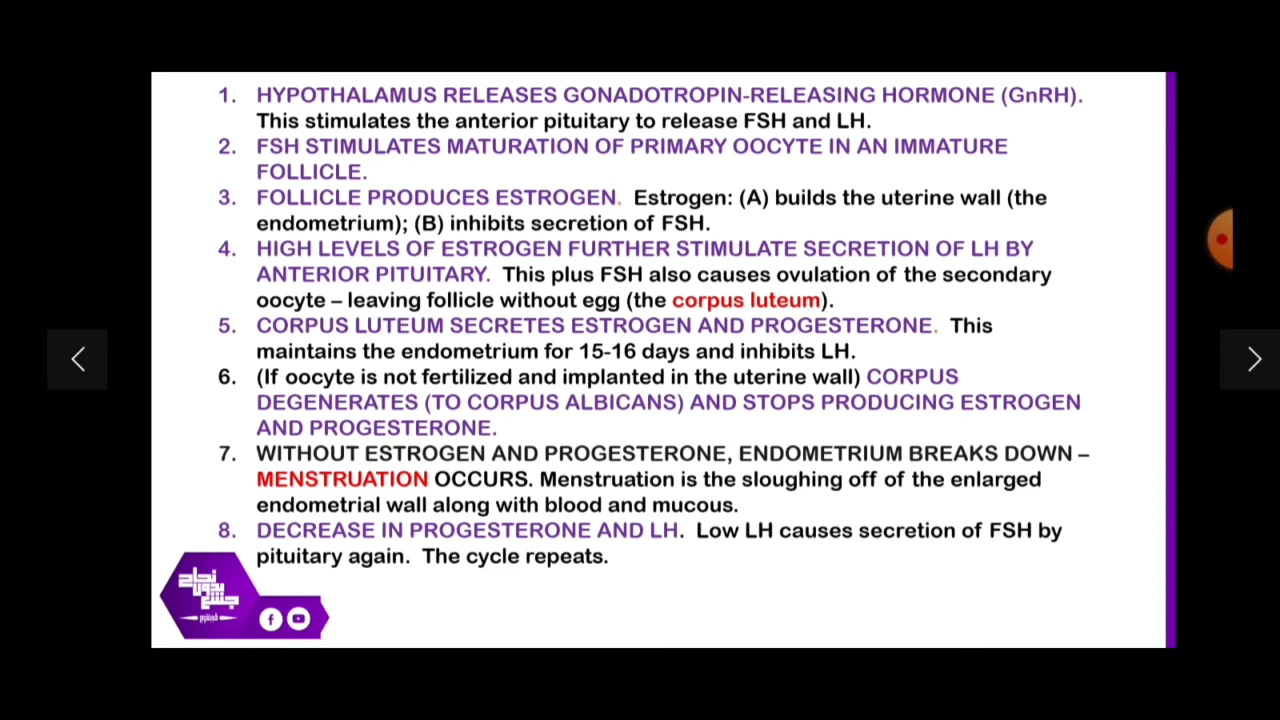 1. HYPOTHALAMUS RELEASES GONADOTROPIN-RELEASING HORMONE (GnRH).
This stimulates the anterior pituitary to release FSH and LH.
2. FSH STIMULATES MATURATION OF PRIMARY OOCYTE IN AN IMMATURE
FOLLICLE.
3. FOLLICLE PRODUCES ESTROGEN. Estrogen: (A) builds the uterine wall (the
endometrium); (B) inhibits secretion of FSH.
4. HIGH LEVELS OF ESTROGEN FURTHER STIMULATE SECRETION OF LH BY
ANTERIOR PITUITARY. This plus FSH also causes ovulation of the secondary
oocyte – leaving follicle without egg (the corpus luteum).
5. CORPUS LUTEUM SECRETES ESTROGEN AND PROGESTERONE. This
maintains the endometrium for 15-16 days and inhibits LH.
6. (If oocyte is not fertilized and implanted in the uterine wall) CORPUS
DEGENERATES (TO CORPUS ALBICANS) AND STOPS PRODUCING ESTROGEN
AND PROGESTERONE.
7. WITHOUT ESTROGEN AND PROGESTERONE, ENDOMETRIUM BREAKS DOWN –
MENSTRUATION OCCURS. Menstruation is the sloughing off of the enlarged
endometrial wall along with blood and mucous.
8. DECREASE IN PROGESTERONE AND LH. Low LH causes secretion of FSH by
pituitary again. The cycle repeats.
نجاح
بدون